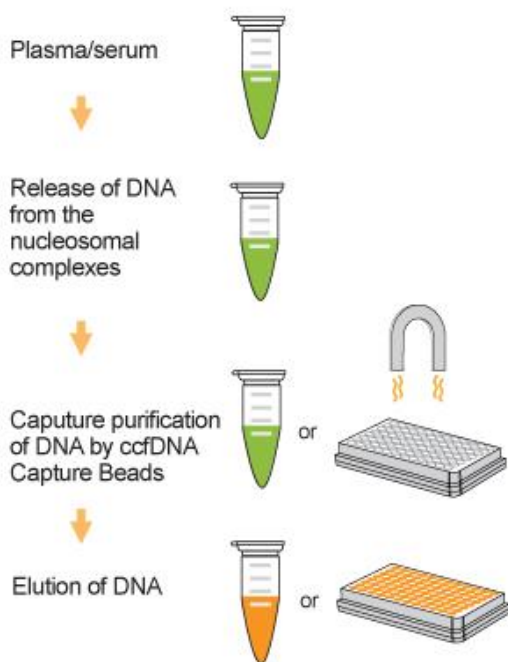 Plasma/serum
Release of DNA
from the
nucleosomal
complexes
Caputure purification
of DNA by ccfDNA
Capture Beads
or
Elution of DNA
or